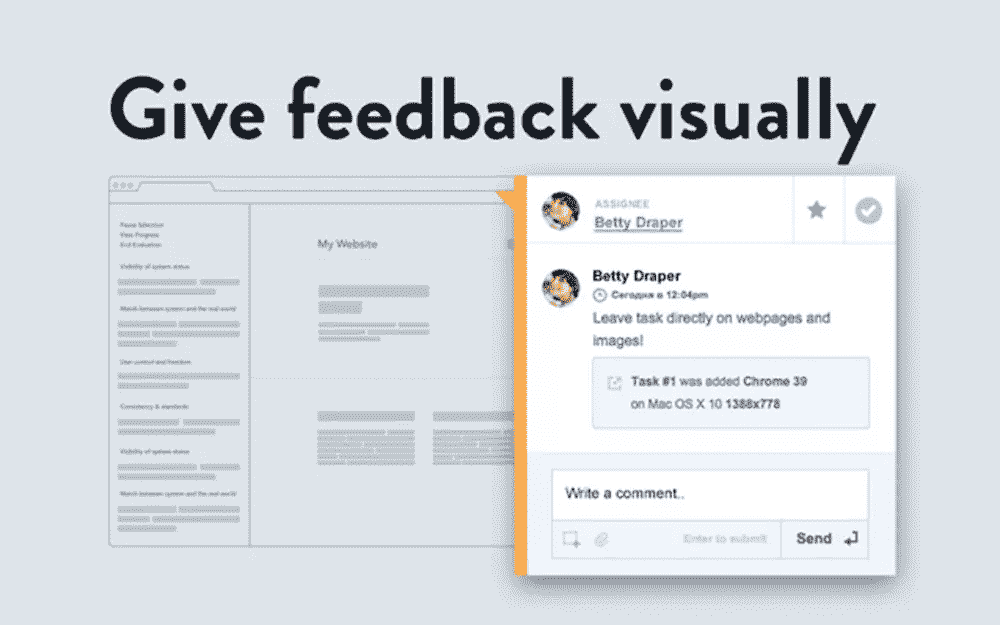 Give feedback visually
Pause Selection
View Progress
End Evaluation
Visibility of system status
Match between system and the real world
User control and freedom
Consistency & standards
Visibility of system status
Match between system and the real world
My Website
ASSIGNEE
Betty Draper
Betty Draper
Сегодня в 12:04pm
Leave task directly on webpages and
images!
Task #1 was added Chrome 39
on Mac OS X 10 1388x778
Write a comment..
Enter to submit
Send